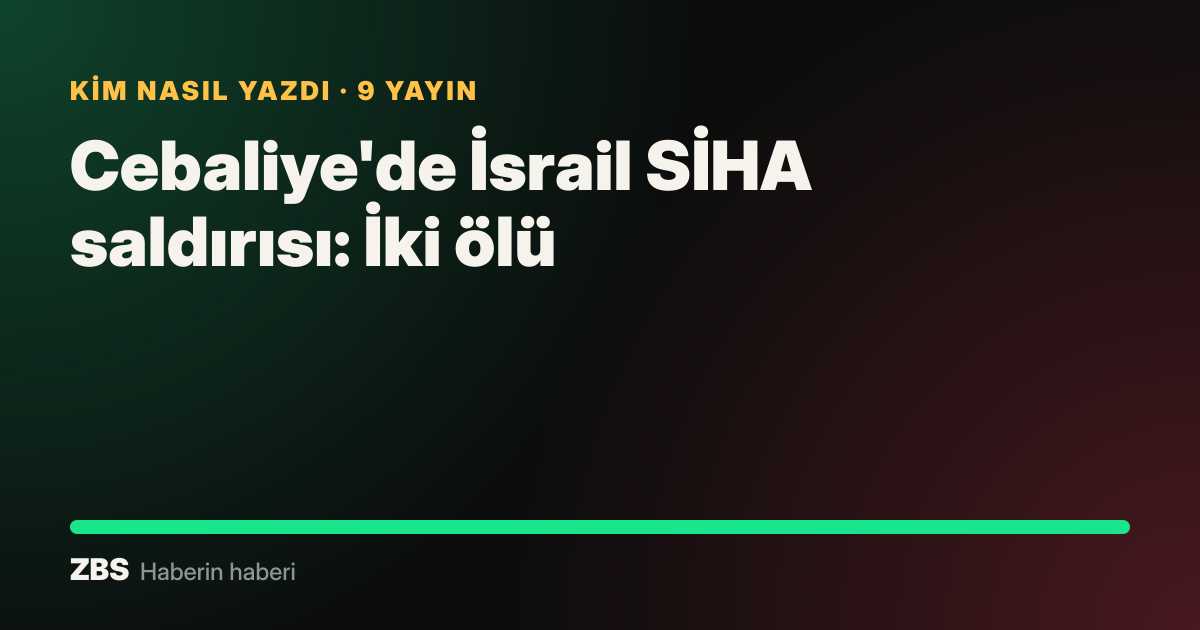 KİM NASIL YAZDI · 9 YAYIN
Cebaliye'de İsrail SİHA
saldırısı: İki ölü
ZBS Haberin haberi